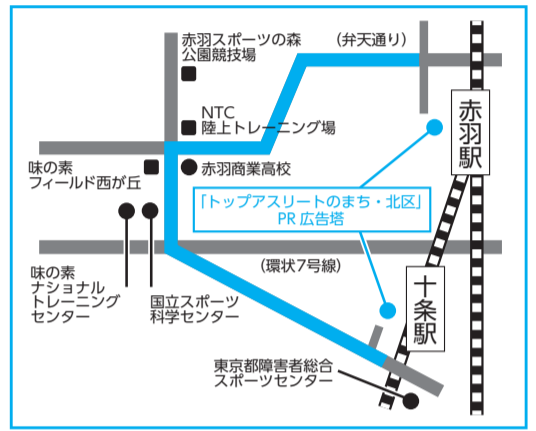 赤羽スポーツの森
公園競技場
（弁天通り）
NTC
陸上トレーニング場
赤羽駅
味の素
フィールド西が丘
赤羽商業高校
「トップアスリートのまち・北区」
PR 広告塔
（環状7号線）
味の素
ナショナル
トレーニング
センター
国立スポーツ
科学センター
十条駅
東京都障害者総合
スポーツセンター